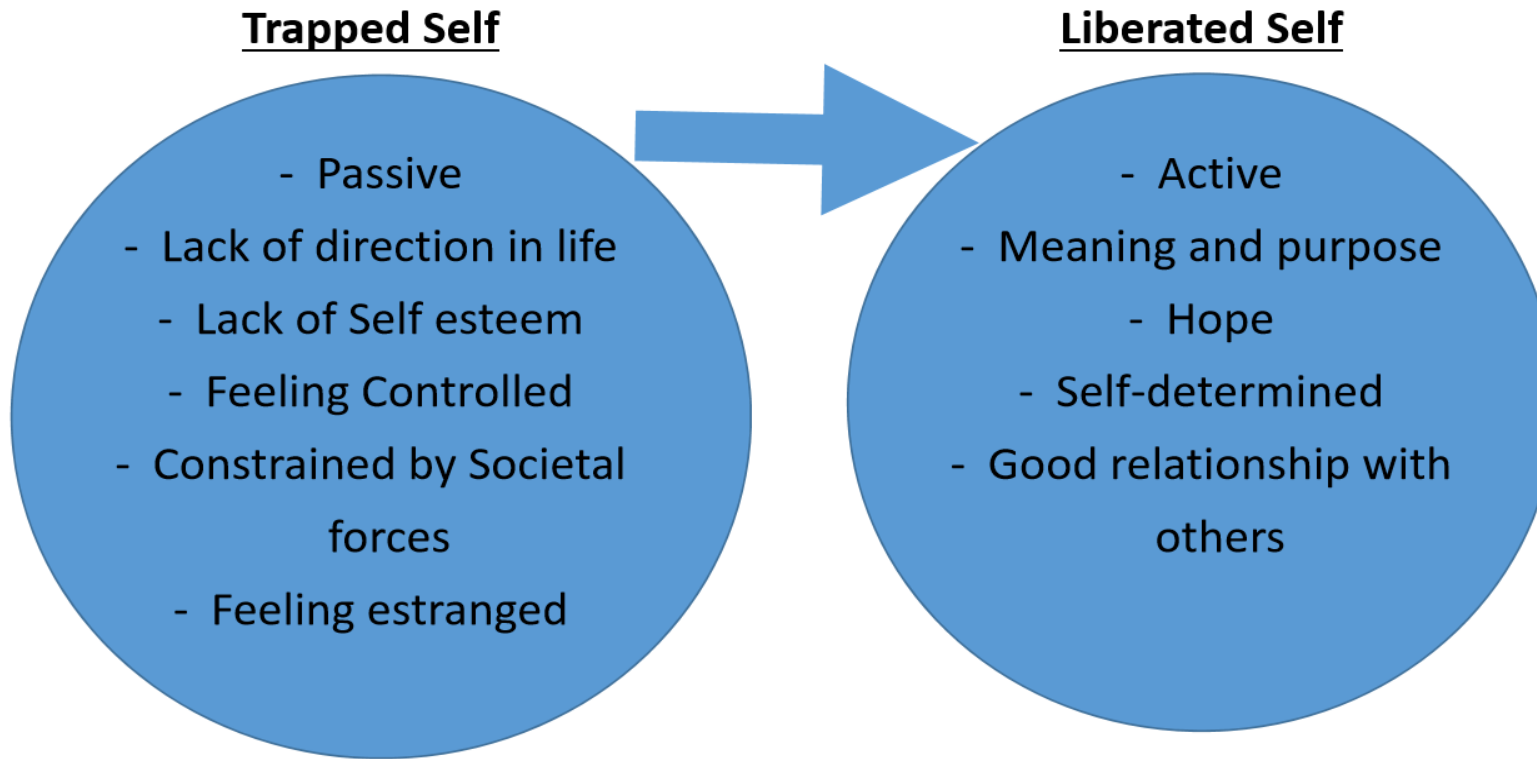 Trapped Self
- Passive
- Lack of direction in life
- Lack of Self esteem
- Feeling Controlled
- Constrained by Societal
forces
- Feeling estranged
Liberated Self
- Active
- Meaning and purpose
- Hope
- Self-determined
- Good relationship with
others